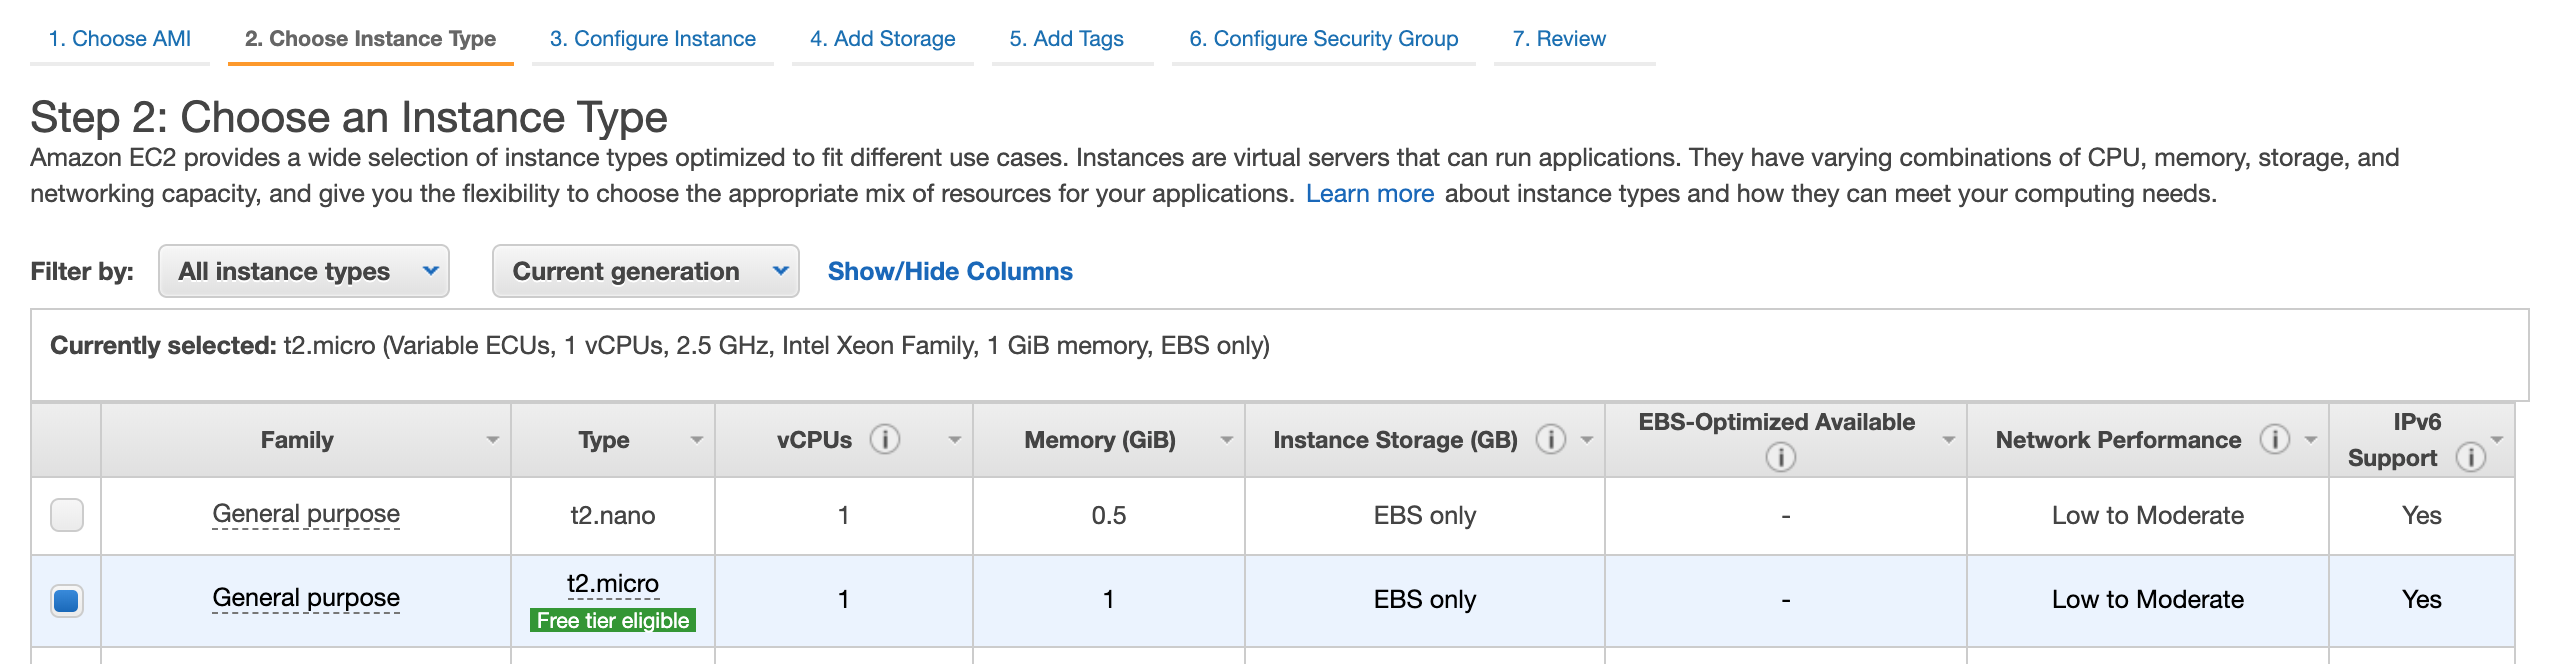 1. Choose AMI 2. Choose Instance Type 3. Configure Instance 4. Add Storage 5. Add Tags 6. Configure Security Group 7. Review
Step 2: Choose an Instance Type
Amazon EC2 provides a wide selection of instance types optimized to fit different use cases. Instances are virtual servers that can run applications. They have varying combinations of CPU, memory, storage, and
networking capacity, and give you the flexibility to choose the appropriate mix of resources for your applications. Learn more about instance types and how they can meet your computing needs.
Filter by: All instance types Current generation Show/Hide Columns
Currently selected: t2.micro (Variable ECUs, 1 vCPUs, 2.5 GHz, Intel Xeon Family, 1 GiB memory, EBS only)
Family Type vCPUs i Memory (GiB) Instance Storage (GB) i EBS-Optimized Available i Network Performance i IPv6 Support i
General purpose t2.nano 1 0.5 EBS only - Low to Moderate Yes
General purpose t2.micro Free tier eligible 1 1 EBS only - Low to Moderate Yes